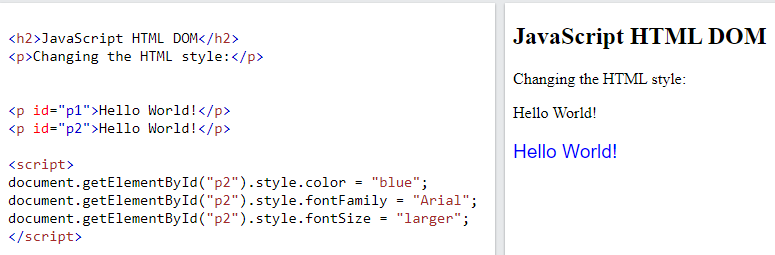 <h2>JavaScript HTML DOM</h2>
<p>Changing the HTML style:</p>
<p id="p1">Hello World!</p>
<p id="p2">Hello World!</p>
<script>
document.getElementById("p2").style.color = "blue";
document.getElementById("p2").style.fontFamily = "Arial";
document.getElementById("p2").style.fontSize = "larger";
</script>
JavaScript HTML DOM
Changing the HTML style:
Hello World!
Hello World!